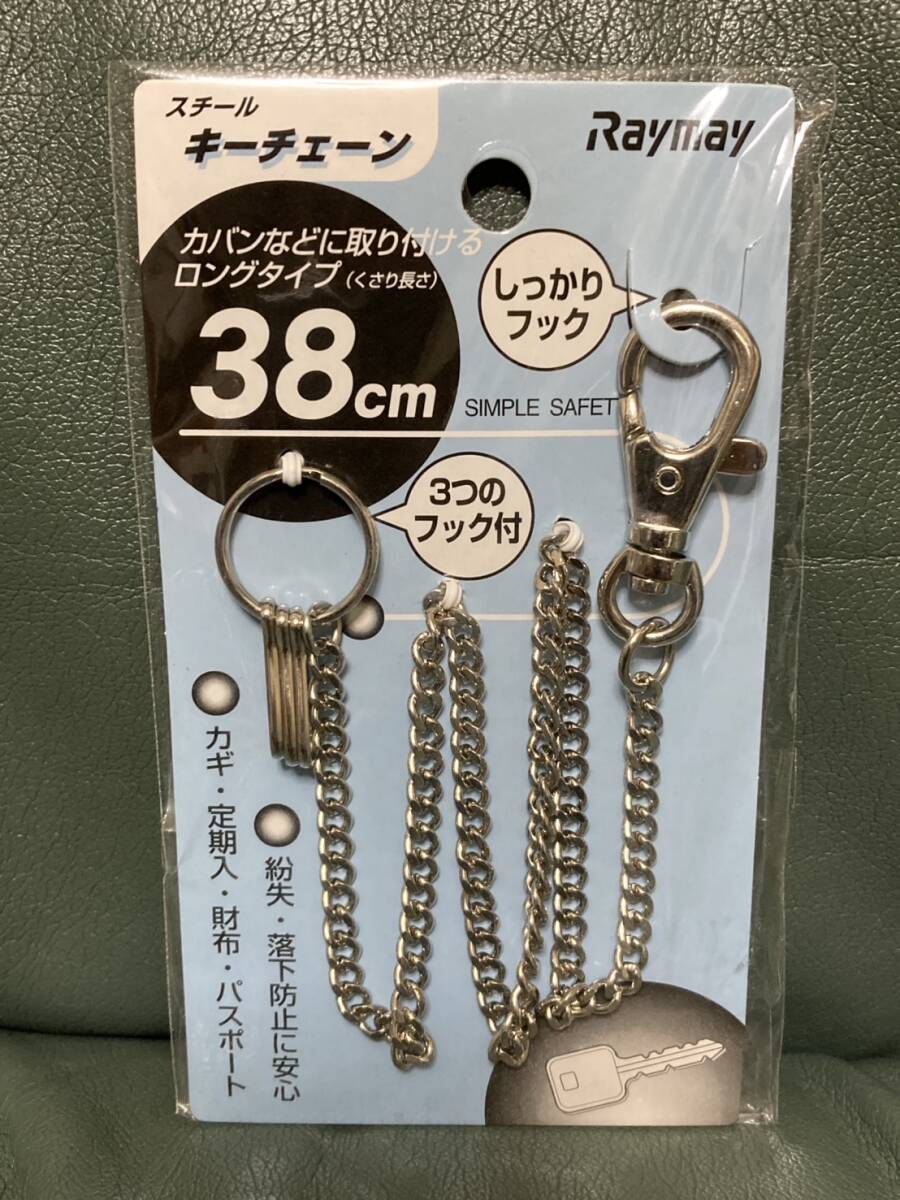 スチール
キーチェーン
Raymay
カバンなどに取り付ける
ロングタイプ（くさり長さ）
38cm
しっかり
フック
SIMPLE SAFET
3つの
フック付
カギ・定期入・財布・パスポート
紛失・落下防止に安心